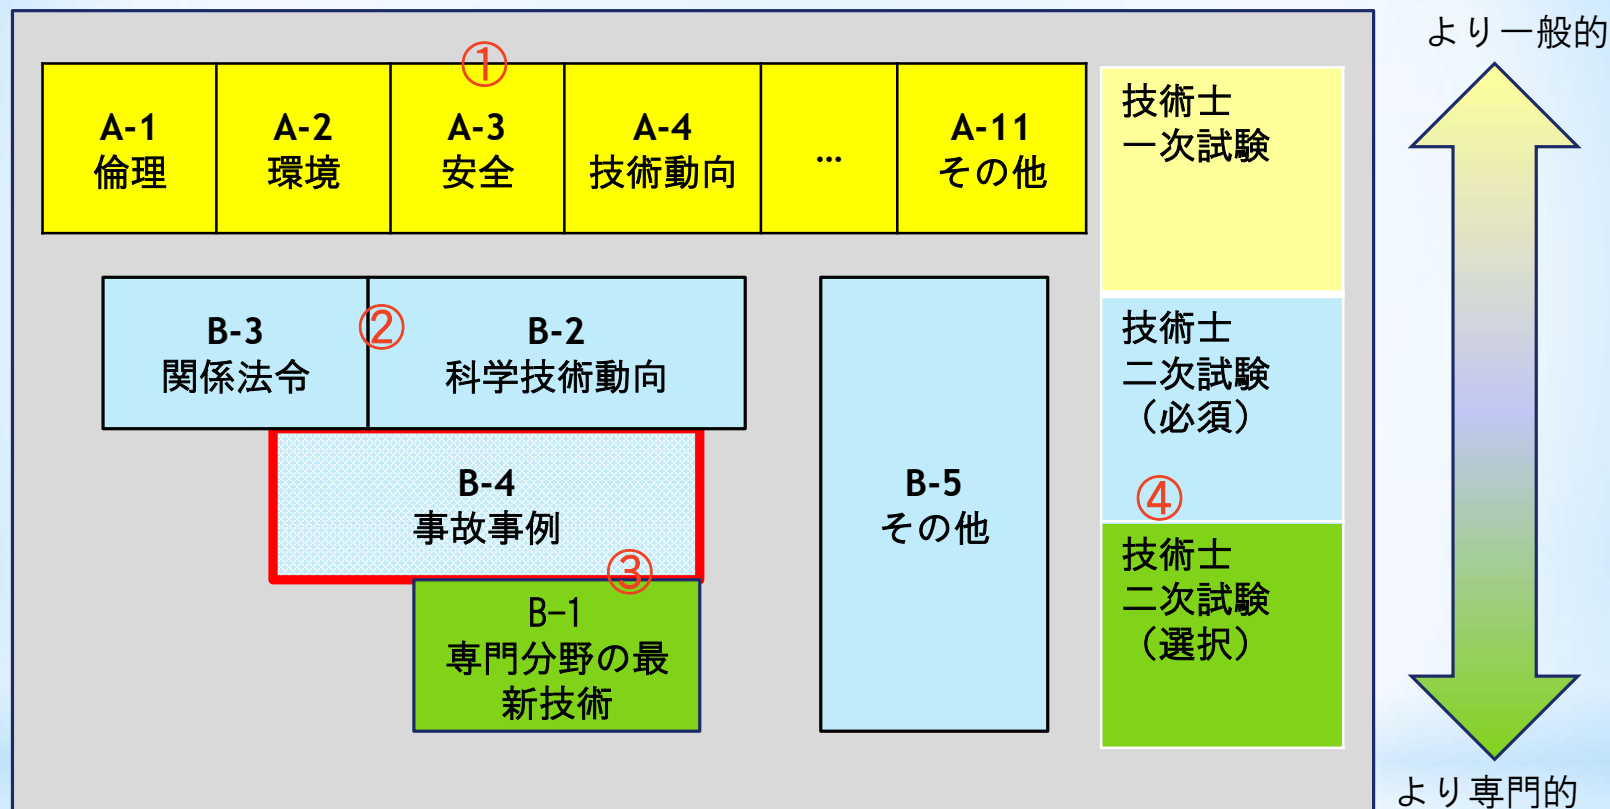 より一般的
①
A-1
倫理
A-2
環境
A-3
安全
A-4
技術動向
…
A-11
その他
技術士
一次試験
B-3
関係法令
②
B-2
科学技術動向
B-4
事故事例
③
B-1
専門分野の最
新技術
B-5
その他
技術士
二次試験
（必須）
④
技術士
二次試験
（選択）
より専門的